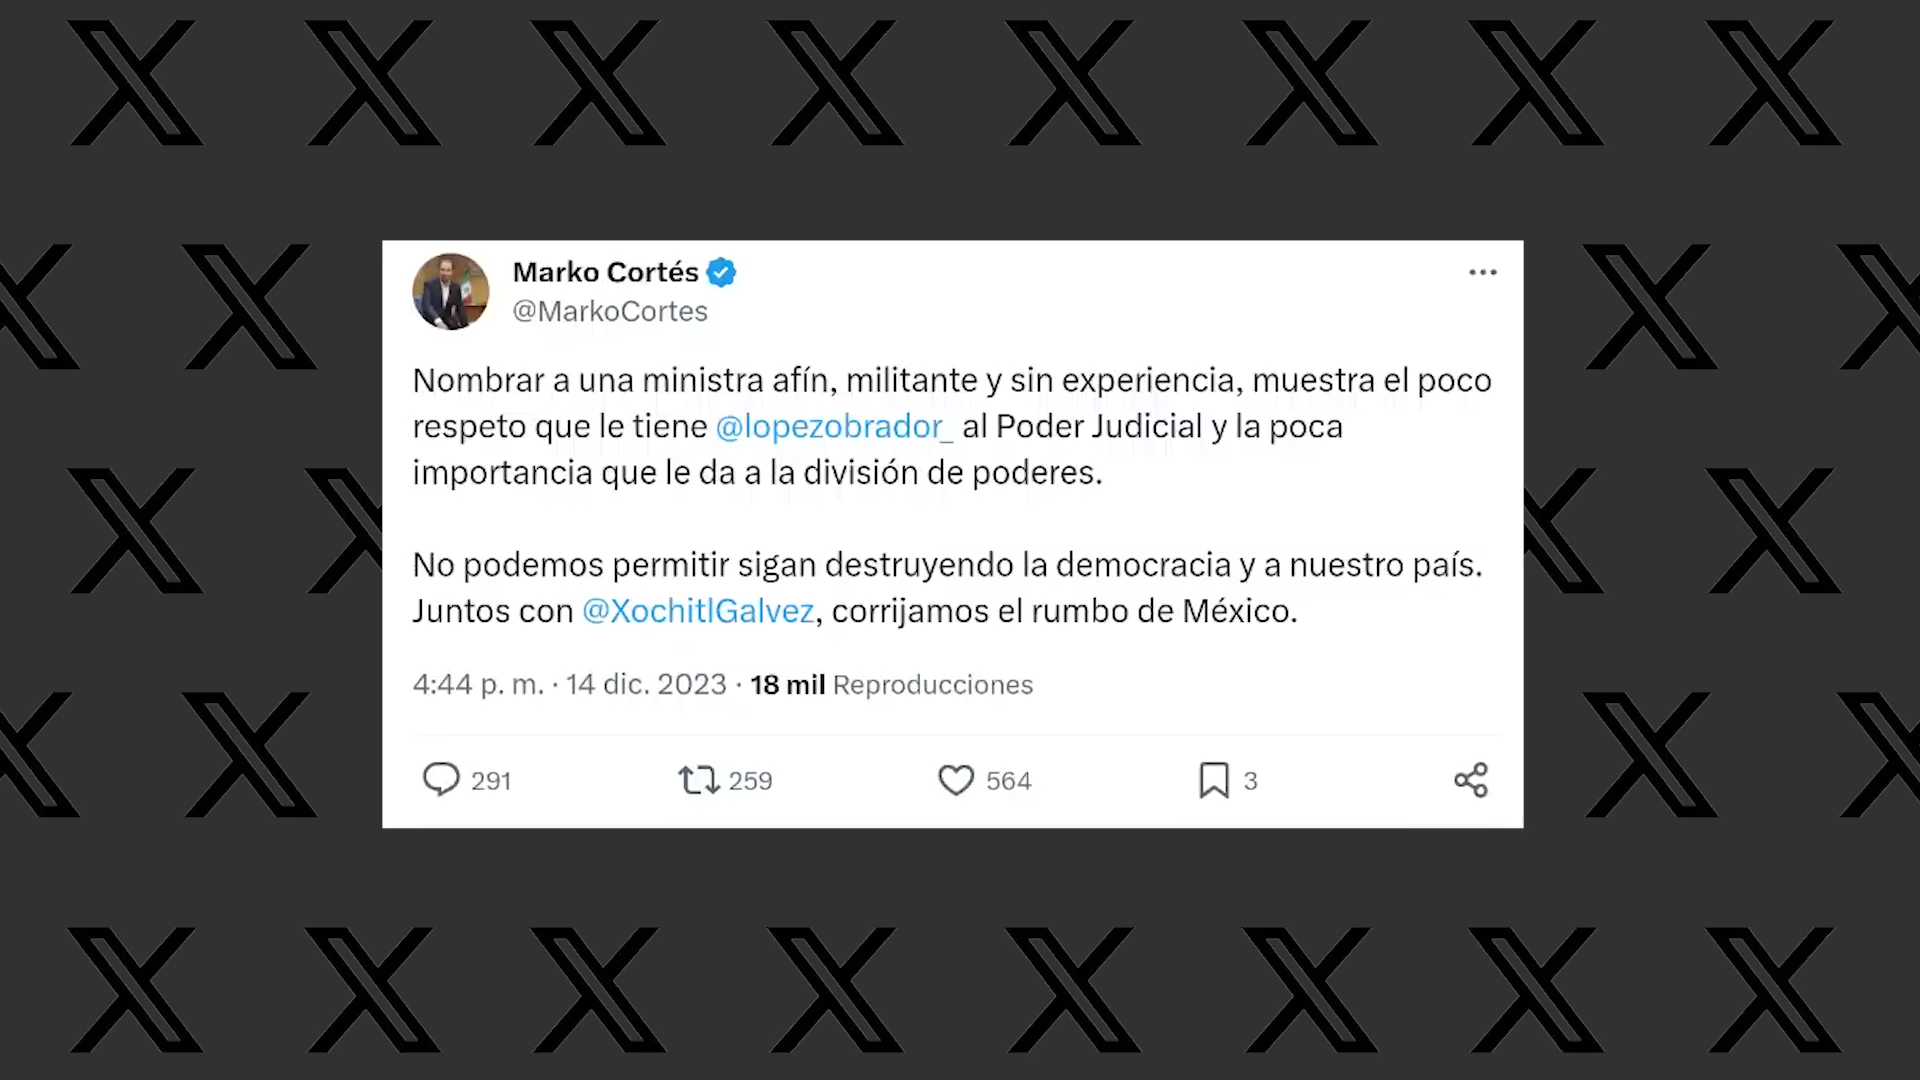 Marko Cortés
@MarkoCortes
Nombrar a una ministra afín, militante y sin experiencia, muestra el poco
respeto que le tiene @lopezobrador_ al Poder Judicial y la poca
importancia que le da a la división de poderes.
No podemos permitir sigan destruyendo la democracia y a nuestro país.
Juntos con @XochitlGalvez, corrijamos el rumbo de México.
4:44 p. m. · 14 dic. 2023 · 18 mil Reproducciones
291 259 564 3